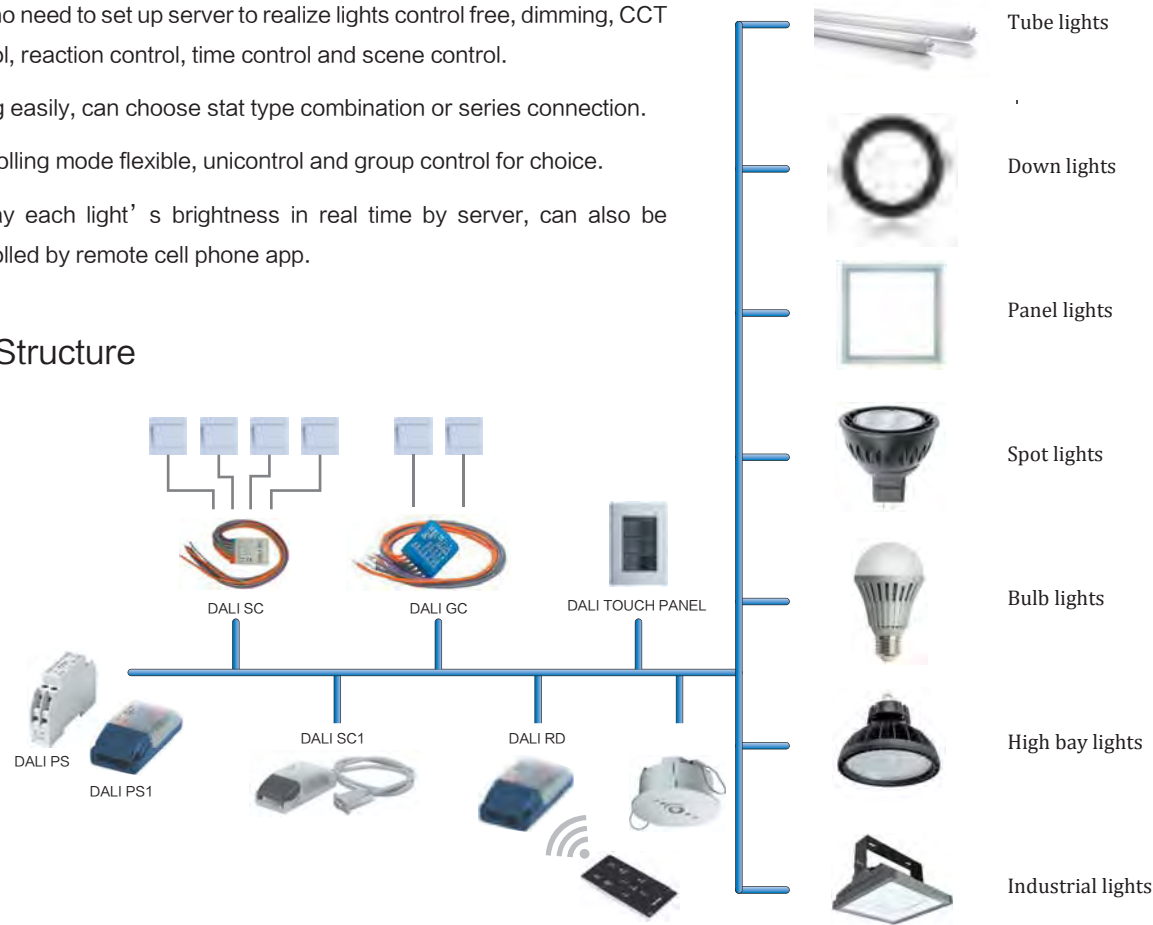 no need to set up server to realize lights control free, dimming, CCT
ol, reaction control, time control and scene control.
g easily, can choose stat type combination or series connection.
olling mode flexible, unicontrol and group control for choice.
ay each light’s brightness in real time by server, can also be
olled by remote cell phone app.
Structure
DALI SC
DALI GC
DALI TOUCH PANEL
DALI PS
DALI PS1
DALI SC1
DALI RD
Tube lights
Down lights
Panel lights
Spot lights
Bulb lights
High bay lights
Industrial lights